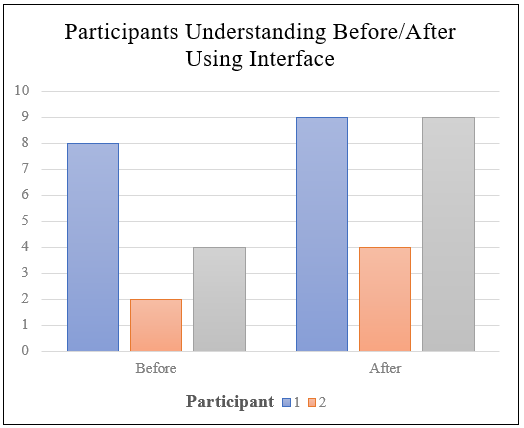 Participants Understanding Before/After
Using Interface
10
9
8
7
6
5
4
3
2
1
0
Before After
Participant 1 2